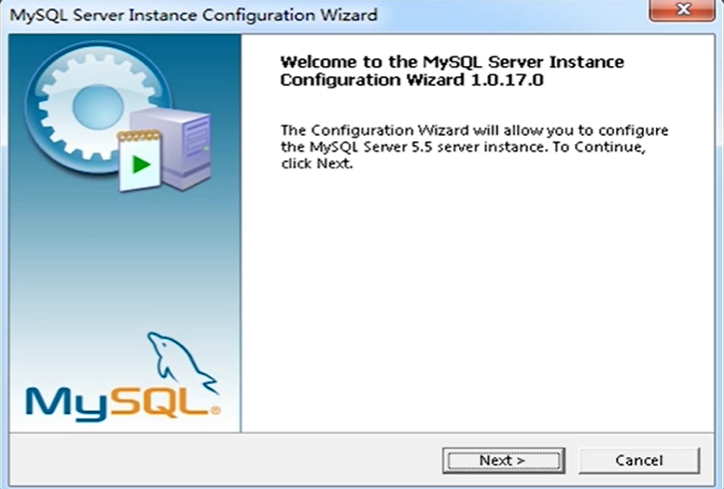 MySQL Server Instance Configuration Wizard
Welcome to the MySQL Server Instance
Configuration Wizard 1.0.17.0
The Configuration Wizard will allow you to configure
the MySQL Server 5.5 server instance. To Continue,
click Next.
MySQL®
Next >
Cancel